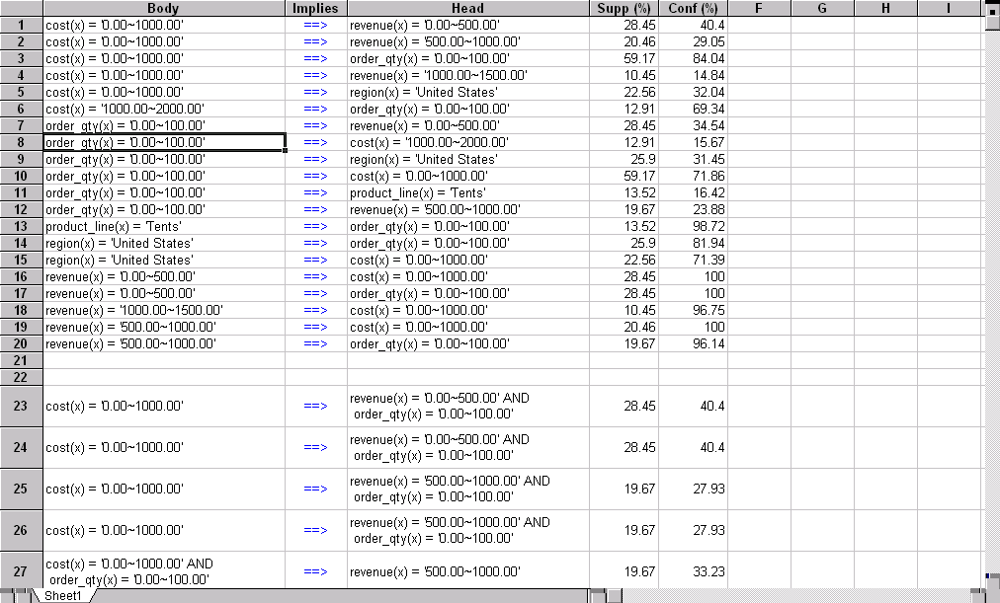 Body Implies Head Supp (%) Conf (%) F G H I
1 cost(x) = '0.00~1000.00' ==> revenue(x) = '0.00~500.00' 28.45 40.4
2 cost(x) = '0.00~1000.00' ==> revenue(x) = '500.00~1000.00' 20.46 29.05
3 cost(x) = '0.00~1000.00' ==> order_qty(x) = '0.00~100.00' 59.17 84.04
4 cost(x) = '0.00~1000.00' ==> revenue(x) = '1000.00~1500.00' 10.45 14.84
5 cost(x) = '0.00~1000.00' ==> region(x) = 'United States' 22.56 32.04
6 cost(x) = '1000.00~2000.00' ==> order_qty(x) = '0.00~100.00' 12.91 69.34
7 order_qty(x) = '0.00~100.00' ==> revenue(x) = '0.00~500.00' 28.45 34.54
8 order_qty(x) = '0.00~100.00' ==> cost(x) = '1000.00~2000.00' 12.91 15.67
9 order_qty(x) = '0.00~100.00' ==> region(x) = 'United States' 25.9 31.45
10 order_qty(x) = '0.00~100.00' ==> cost(x) = '0.00~1000.00' 59.17 71.86
11 order_qty(x) = '0.00~100.00' ==> product_line(x) = 'Tents' 13.52 16.42
12 order_qty(x) = '0.00~100.00' ==> revenue(x) = '500.00~1000.00' 19.67 23.88
13 product_line(x) = 'Tents' ==> order_qty(x) = '0.00~100.00' 13.52 98.72
14 region(x) = 'United States' ==> order_qty(x) = '0.00~100.00' 25.9 81.94
15 region(x) = 'United States' ==> cost(x) = '0.00~1000.00' 22.56 71.39
16 revenue(x) = '0.00~500.00' ==> cost(x) = '0.00~1000.00' 28.45 100
17 revenue(x) = '0.00~500.00' ==> order_qty(x) = '0.00~100.00' 28.45 100
18 revenue(x) = '1000.00~1500.00' ==> cost(x) = '0.00~1000.00' 10.45 96.75
19 revenue(x) = '500.00~1000.00' ==> cost(x) = '0.00~1000.00' 20.46 100
20 revenue(x) = '500.00~1000.00' ==> order_qty(x) = '0.00~100.00' 19.67 96.14
21
22
23 cost(x) = '0.00~1000.00' ==> revenue(x) = '0.00~500.00' AND
order_qty(x) = '0.00~100.00' 28.45 40.4
24 cost(x) = '0.00~1000.00' ==> revenue(x) = '0.00~500.00' AND
order_qty(x) = '0.00~100.00' 28.45 40.4
25 cost(x) = '0.00~1000.00' ==> revenue(x) = '500.00~1000.00' AND
order_qty(x) = '0.00~100.00' 19.67 27.93
26 cost(x) = '0.00~1000.00' ==> revenue(x) = '500.00~1000.00' AND
order_qty(x) = '0.00~100.00' 19.67 27.93
27 cost(x) = '0.00~1000.00' AND
order_qty(x) = '0.00~100.00' ==> revenue(x) = '500.00~1000.00' 19.67 33.23
Sheet1